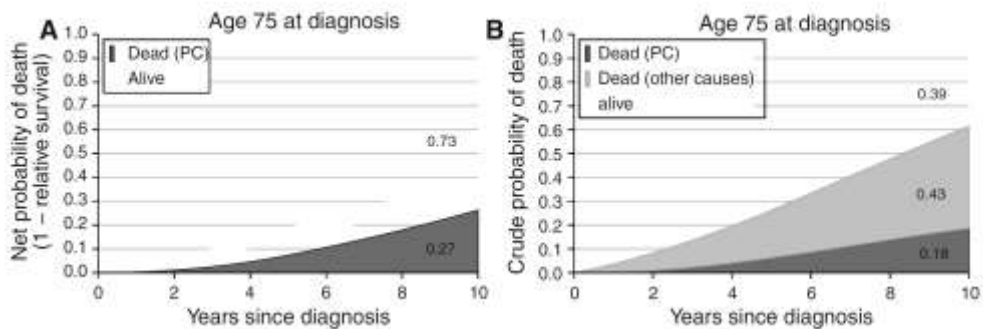 A
Age 75 at diagnosis
Net probability of death
(1 − relative survival)
1.0
0.9
0.8
0.7
0.6
0.5
0.4
0.3
0.2
0.1
0.0
Dead (PC)
Alive
0.73
0.27
0 2 4 6 8 10
Years since diagnosis
B
Age 75 at diagnosis
Crude probability of death
1.0
0.9
0.8
0.7
0.6
0.5
0.4
0.3
0.2
0.1
0.0
Dead (PC)
Dead (other causes)
alive
0.39
0.43
0.18
0 2 4 6 8 10
Years since diagnosis